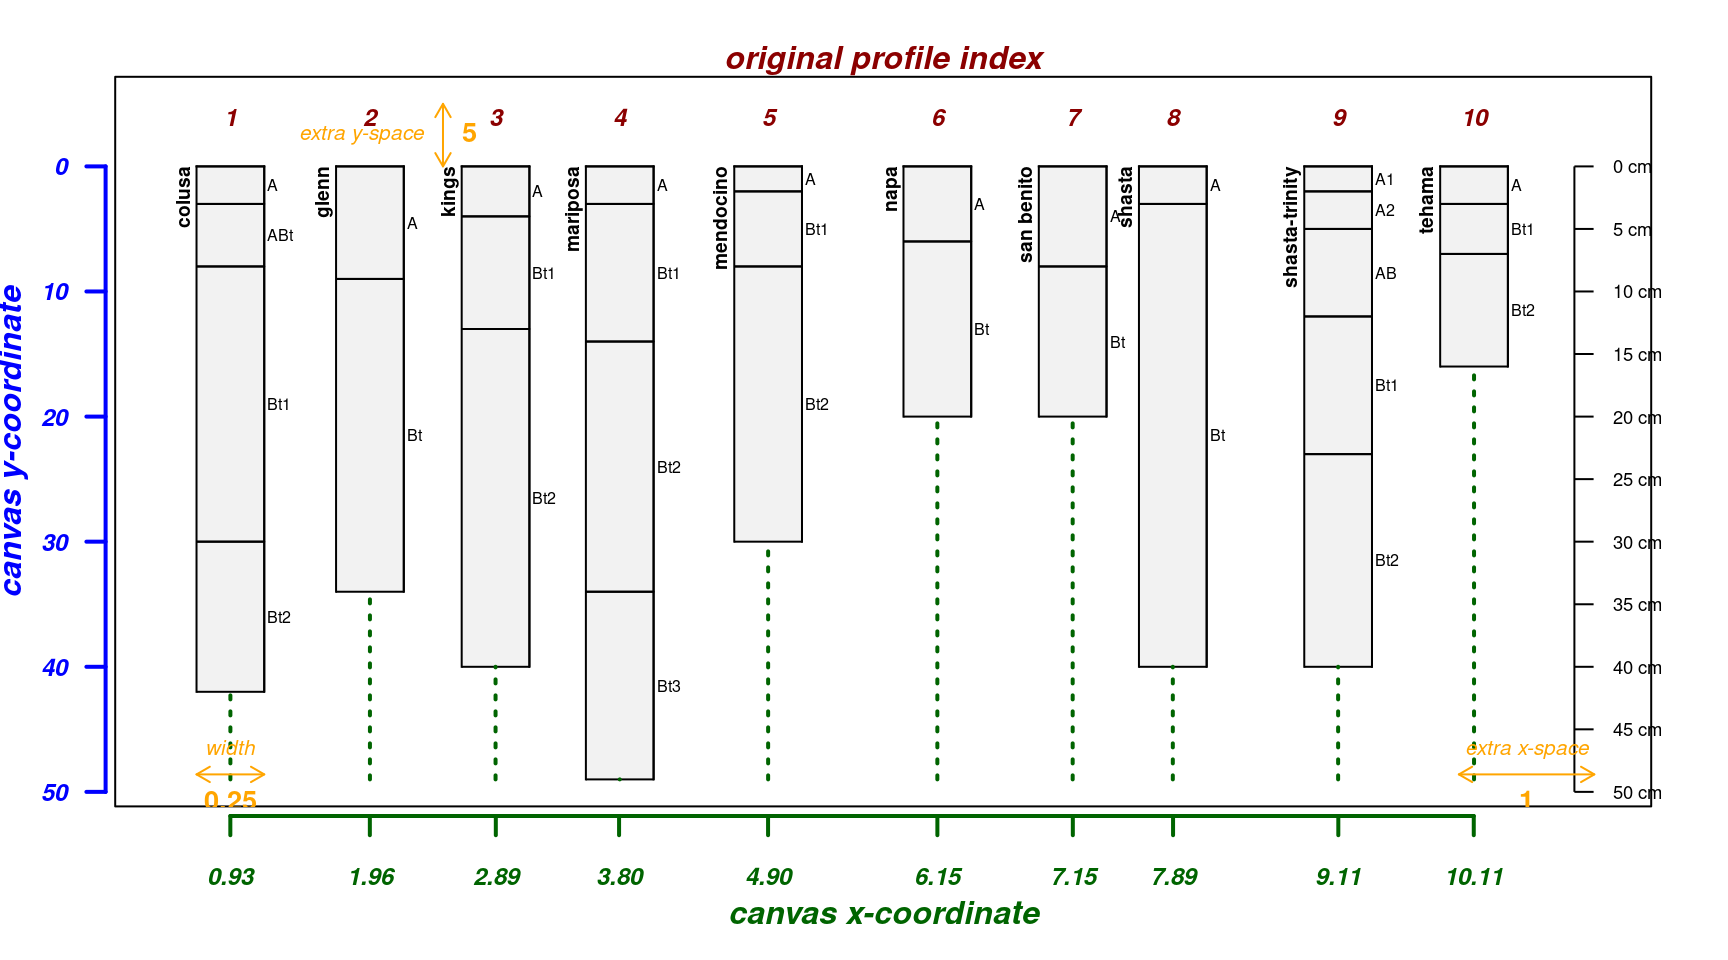 original profile index
1 2 3 4 5 6 7 8 9 10
extra y-space 5
canvas y-coordinate
0
10
20
30
40
50
colusa
A
ABt
Bt1
Bt2
glenn
A
Bt
kings
A
Bt1
Bt2
mariposa
A
Bt1
Bt2
Bt3
mendocino
A
Bt1
Bt2
napa
A
Bt
san benito
A
Bt
shasta
A
Bt
shasta-trinity
A1
A2
AB
Bt1
Bt2
tehama
A
Bt1
Bt2
0 cm
5 cm
10 cm
15 cm
20 cm
25 cm
30 cm
35 cm
40 cm
45 cm
50 cm
width
0.25
extra x-space
1
0.93 1.96 2.89 3.80 4.90 6.15 7.15 7.89 9.11 10.11
canvas x-coordinate